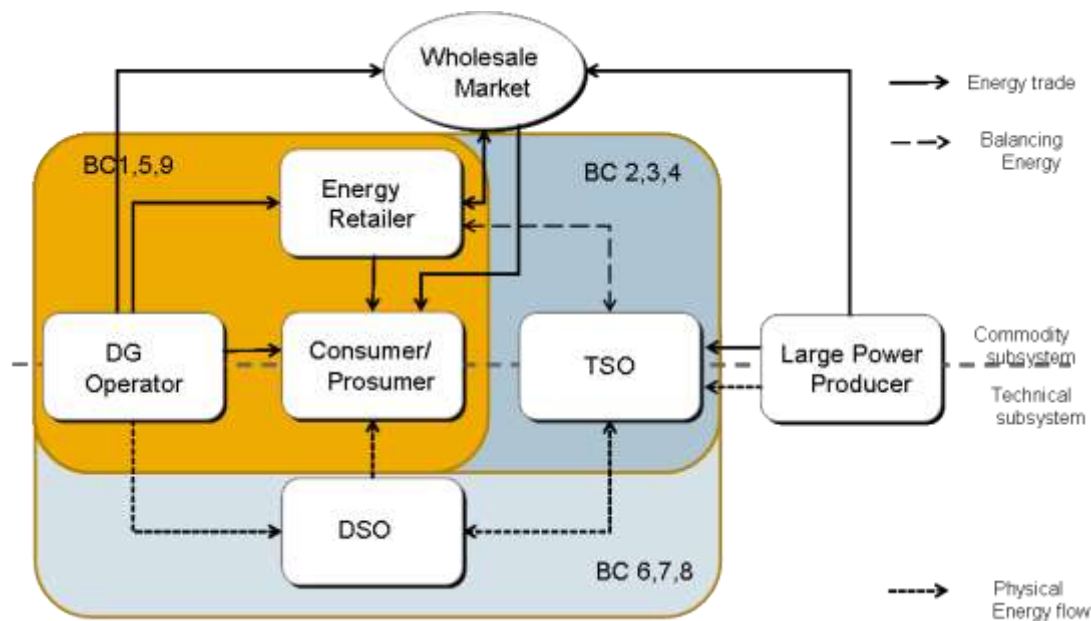 Wholesale
Market
Energy trade
Balancing
Energy
BC1,5,9
BC 2,3,4
Energy
Retailer
DG
Operator
Consumer/
Prosumer
TSO
Large Power
Producer
Commodity
subsystem
Technical
subsystem
DSO
BC 6,7,8
Physical
Energy flow